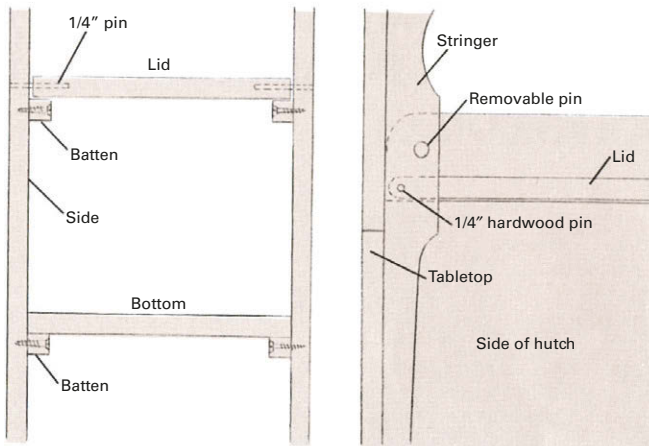 1/4″ pin
Lid
Batten
Side
Bottom
Batten
Stringer
Removable pin
Lid
1/4″ hardwood pin
Tabletop
Side of hutch